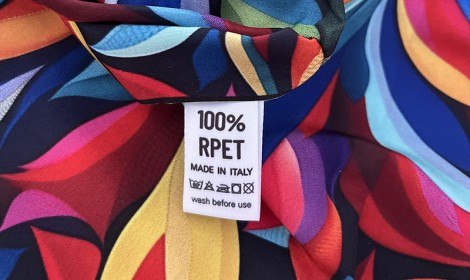 100%
RPET
MADE IN ITALY
wash before use